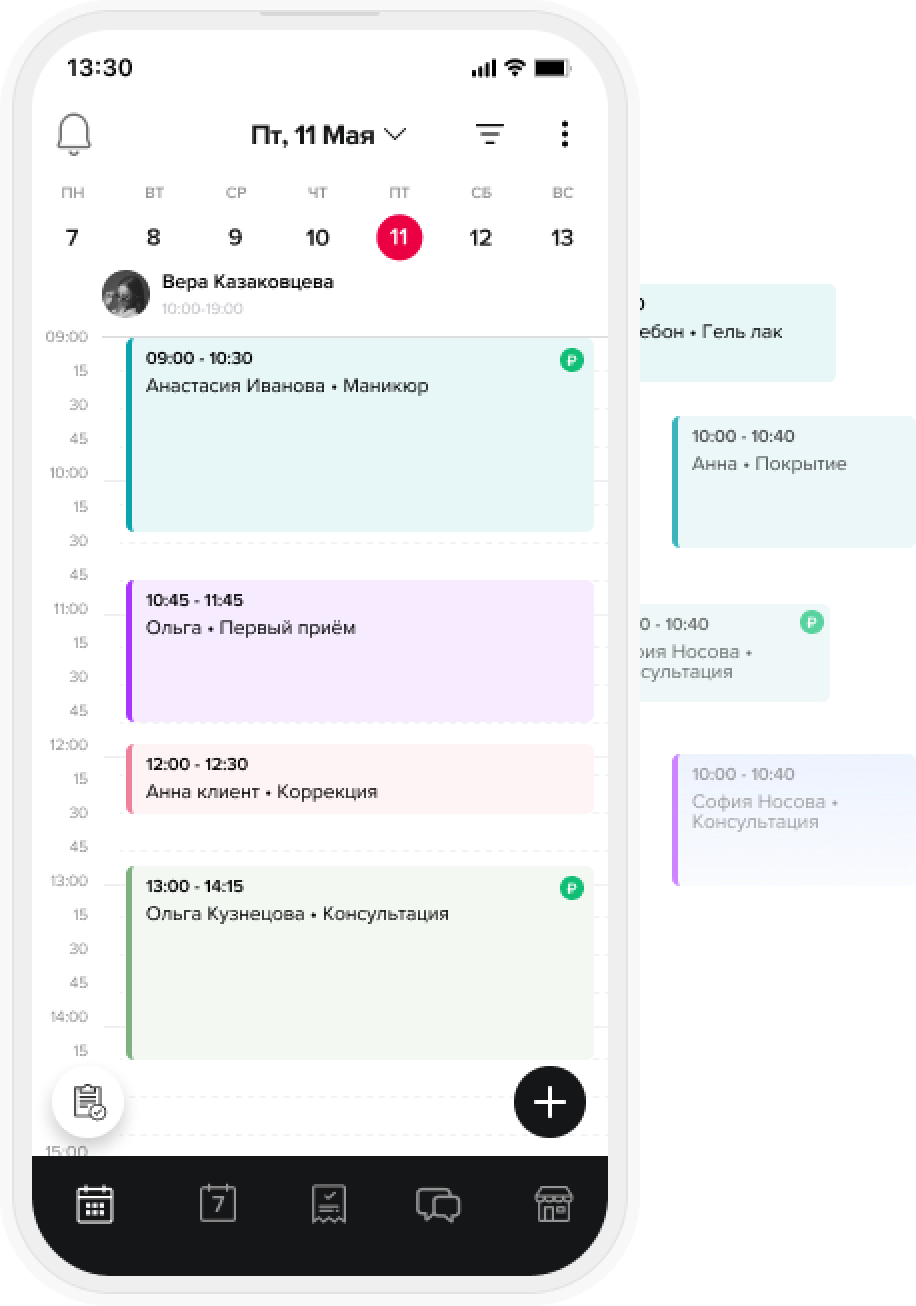 13:30
Пт, 11 Мая
ПН ВТ СР ЧТ ПТ СБ ВС
7 8 9 10 11 12 13
Вера Казаковцева
10:00-19:00
09:00
15
30
45
10:00
15
30
45
11:00
15
30
45
12:00
15
30
45
13:00
15
30
45
14:00
15
15:00
09:00 - 10:30
P
Анастасия Иванова • Маникюр
10:45 - 11:45
Ольга • Первый приём
12:00 - 12:30
Анна клиент • Коррекция
13:00 - 14:15
P
Ольга Кузнецова • Консультация
7
0
ебон • Гель лак
10:00 - 10:40
Анна • Покрытие
0 - 10:40
P
рия Носова •
сультация
10:00 - 10:40
София Носова •
Консультация